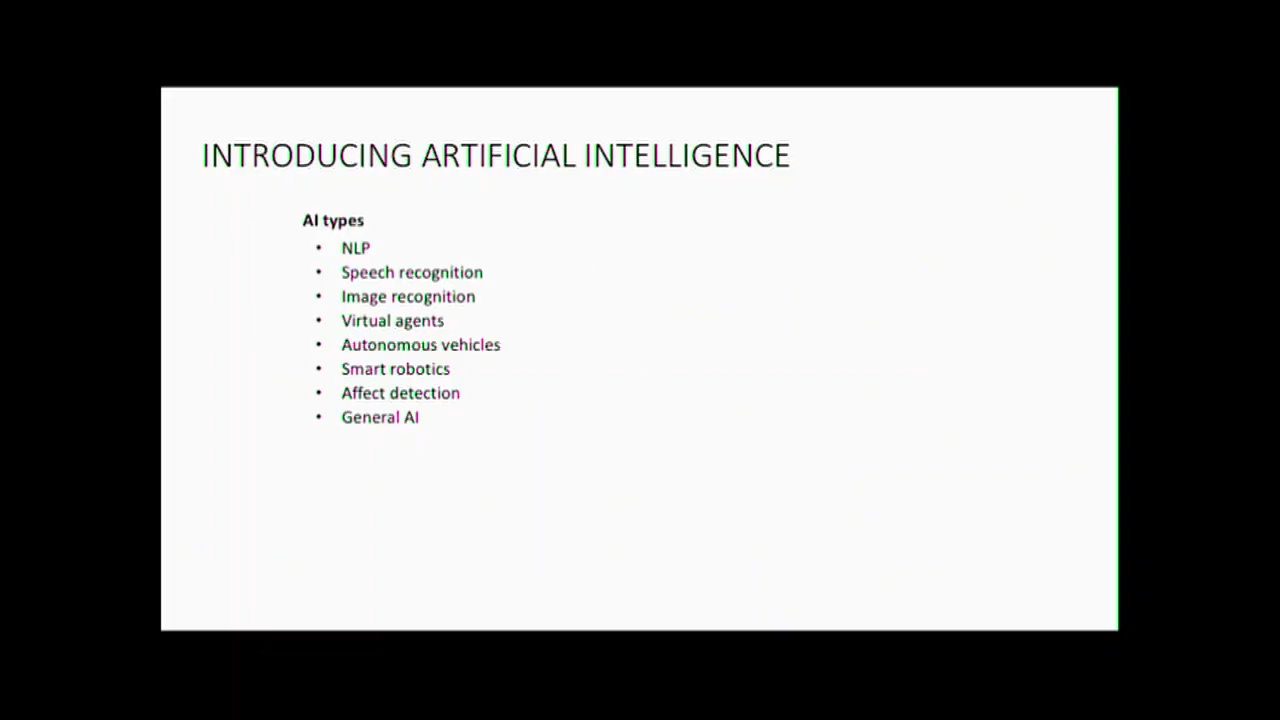 INTRODUCING ARTIFICIAL INTELLIGENCE
AI types
• NLP
• Speech recognition
• Image recognition
• Virtual agents
• Autonomous vehicles
• Smart robotics
• Affect detection
• General AI